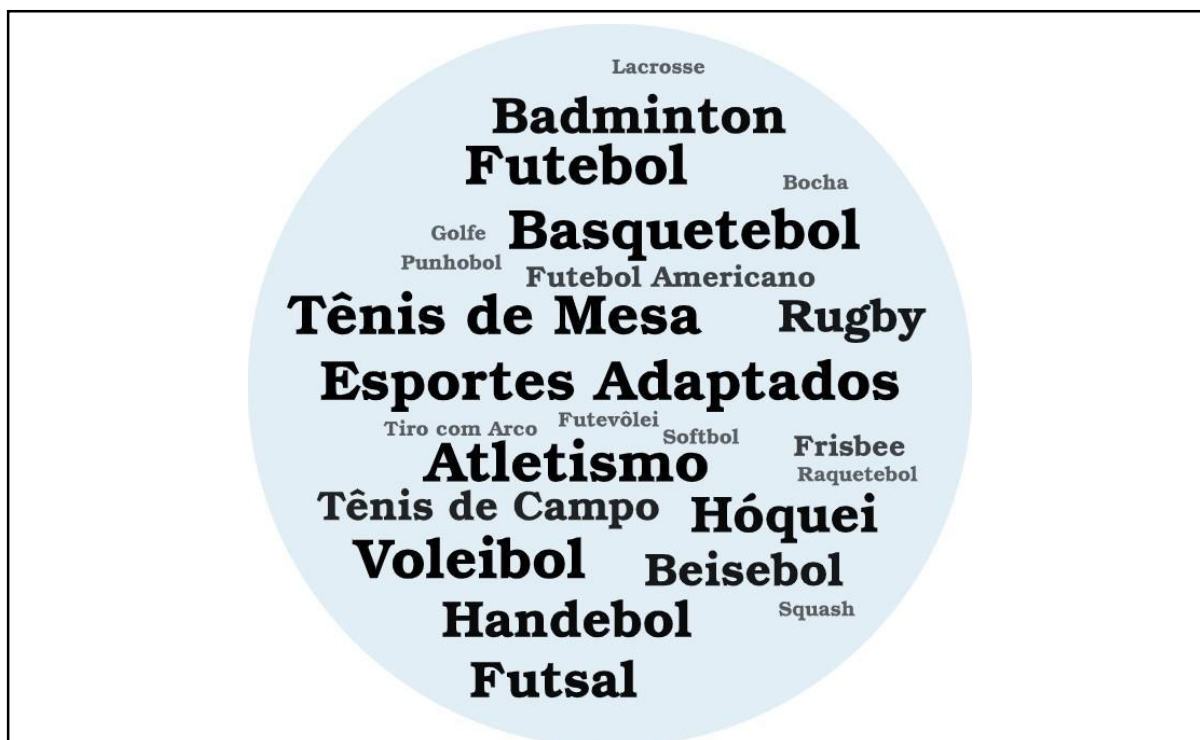 Lacrosse
Badminton
Futebol
Bocha
Basquetebol
Golfe
Punhobol
Futebol Americano
Tênis de Mesa
Rugby
Esportes Adaptados
Futevôlei
Tiro com Arco
Softbol
Frisbee
Atletismo
Raquetebol
Tênis de Campo
Hóquei
Voleibol
Beisebol
Squash
Handebol
Futsal